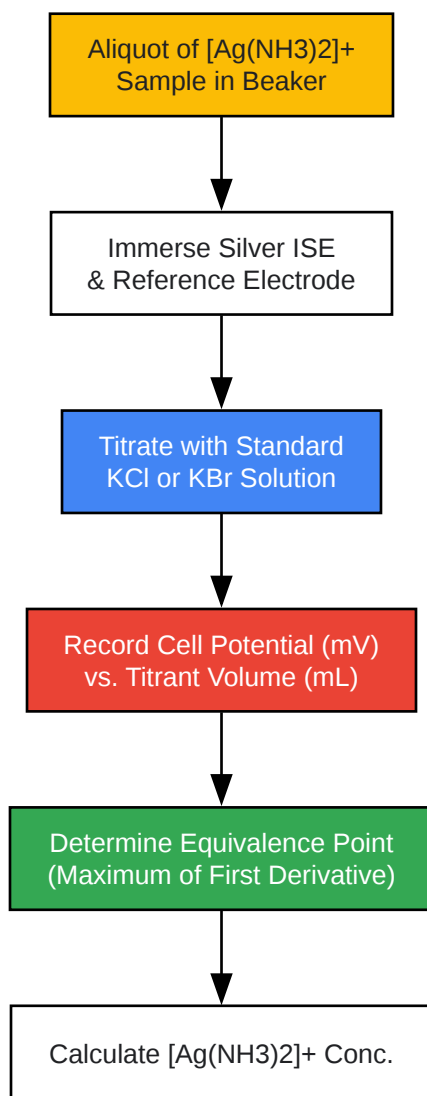 Aliquot of [Ag(NH3)2]+
Sample in Beaker
Immerse Silver ISE
& Reference Electrode
Titrate with Standard
KCl or KBr Solution
Record Cell Potential (mV)
vs. Titrant Volume (mL)
Determine Equivalence Point
(Maximum of First Derivative)
Calculate [Ag(NH3)2]+ Conc.